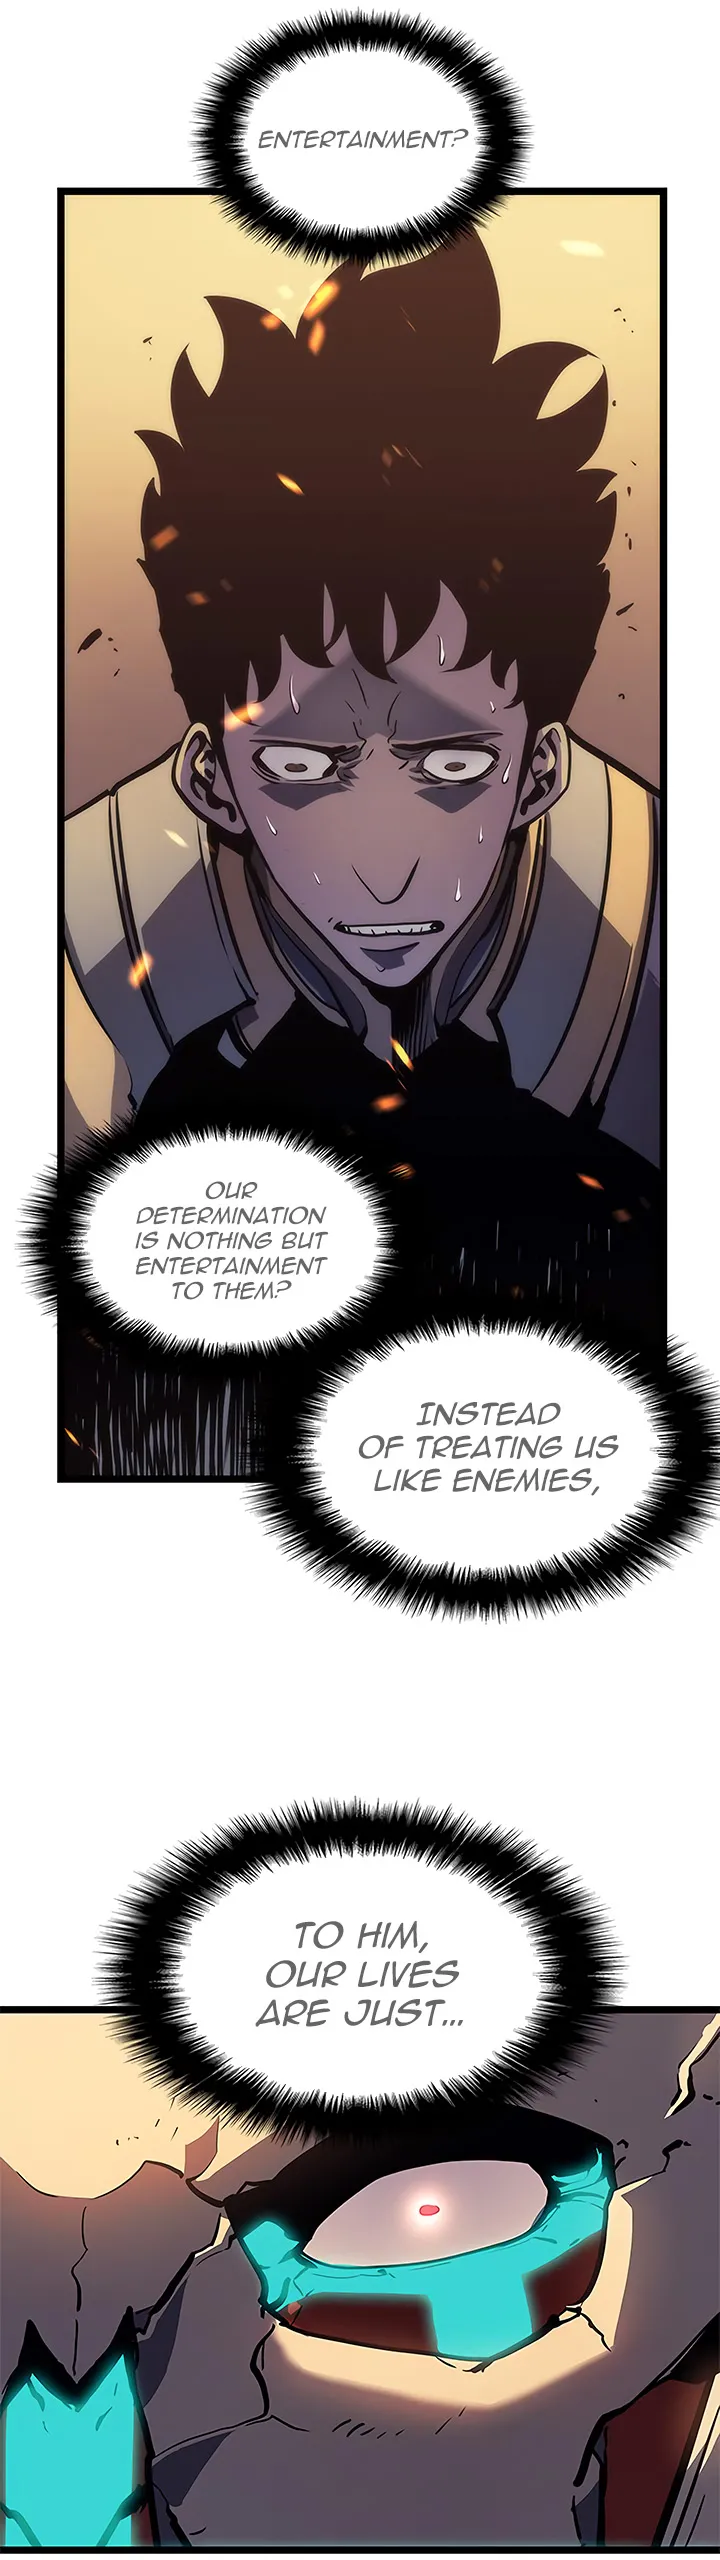 ENTERTAINMENT?
OUR
DETERMINATION
IS NOTHING BUT
ENTERTAINMENT
TO THEM?
INSTEAD
OF TREATING US
LIKE ENEMIES,
TO HIM,
OUR LIVES
ARE JUST...